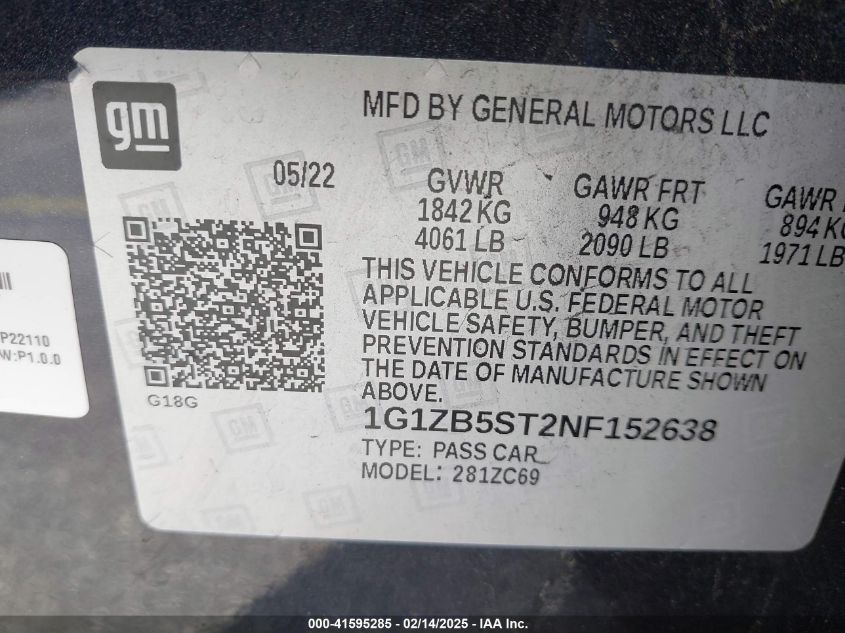 gm
MFD BY GENERAL MOTORS LLC
05/22
GVWR
1842 KG
4061 LB
GAWR FRT
948 KG
2090 LB
GAWR
894 KG
1971 LB
THIS VEHICLE CONFORMS TO ALL
APPLICABLE U.S. FEDERAL MOTOR
VEHICLE SAFETY, BUMPER, AND THEFT
PREVENTION STANDARDS IN EFFECT ON
THE DATE OF MANUFACTURE SHOWN
ABOVE.
1G1ZB5ST2NF152638
TYPE: PASS CAR
MODEL: 281ZC69
G18G
P22110
W:P1.0.0
000-41595285 - 02/14/2025 - IAA Inc.